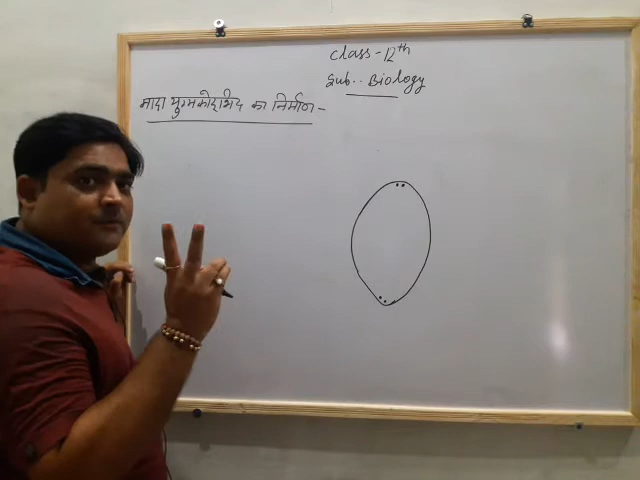 Class-12th
Sub.. Biology
मादा युग्मकोद्भिद का निर्माण-